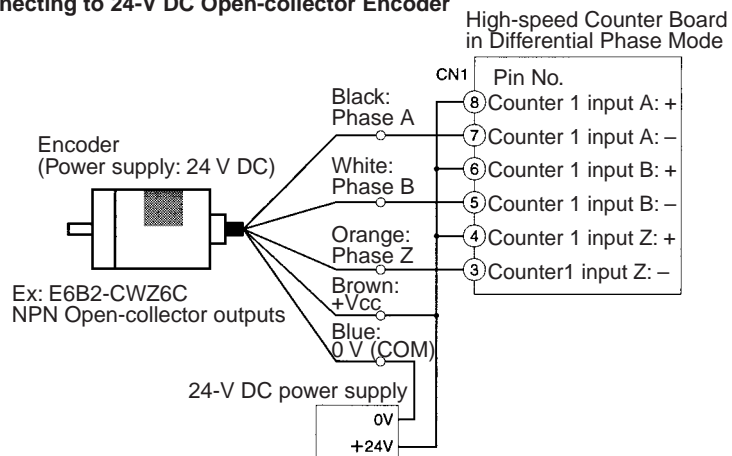 necting to 24-V DC Open-collector Encoder
High-speed Counter Board
in Differential Phase Mode
CN1
Pin No.
8 Counter 1 input A: +
7 Counter 1 input A: –
6 Counter 1 input B: +
5 Counter 1 input B: –
4 Counter 1 input Z: +
3 Counter1 input Z: –
Black:
Phase A
White:
Phase B
Orange:
Phase Z
Brown:
+Vcc
Blue:
0 V (COM)
Encoder
(Power supply: 24 V DC)
Ex: E6B2-CWZ6C
NPN Open-collector outputs
24-V DC power supply
0V
+24V